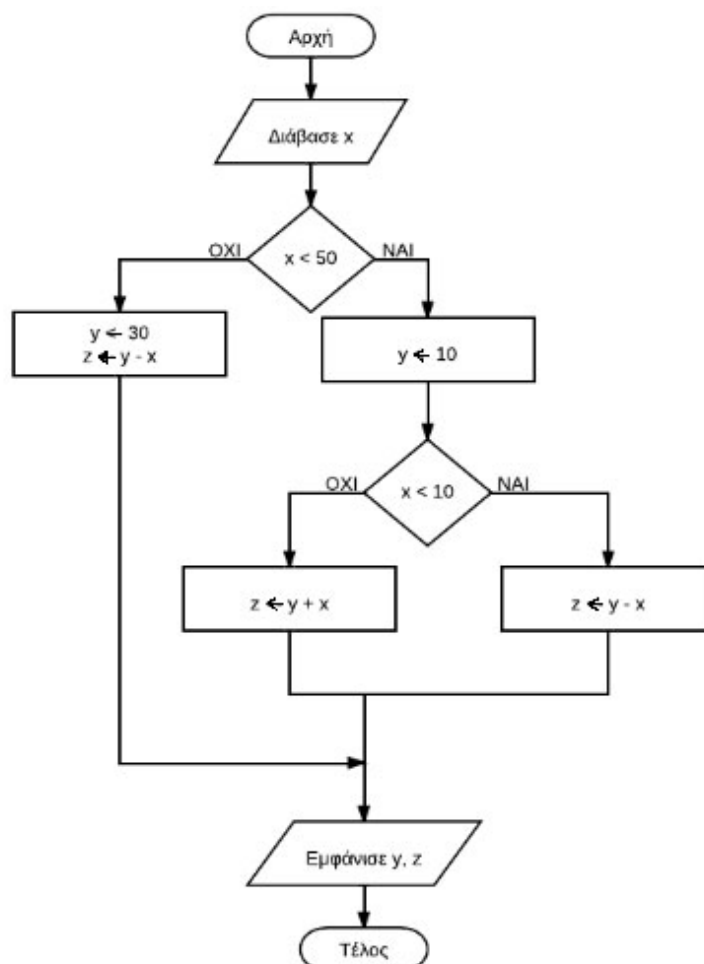 Αρχή
Διάβασε x
x < 50
ΟΧΙ
ΝΑΙ
y ← 30
z ← y - x
y ← 10
x < 10
ΟΧΙ
ΝΑΙ
z ← y + x
z ← y - x
Εμφάνισε y, z
Τέλος